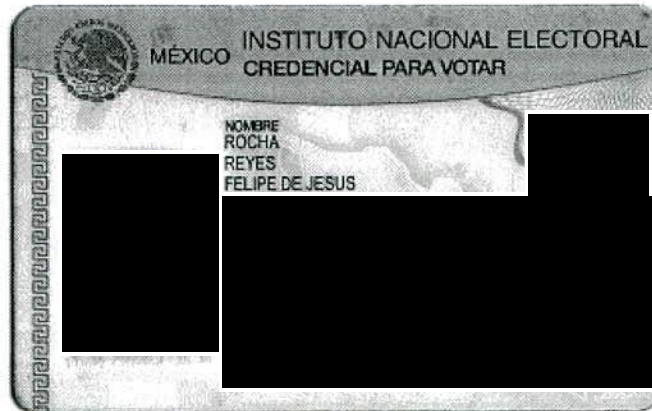 MÉXICO INSTITUTO NACIONAL ELECTORAL
CREDENCIAL PARA VOTAR
NOMBRE
ROCHA
REYES
FELIPE DE JESUS